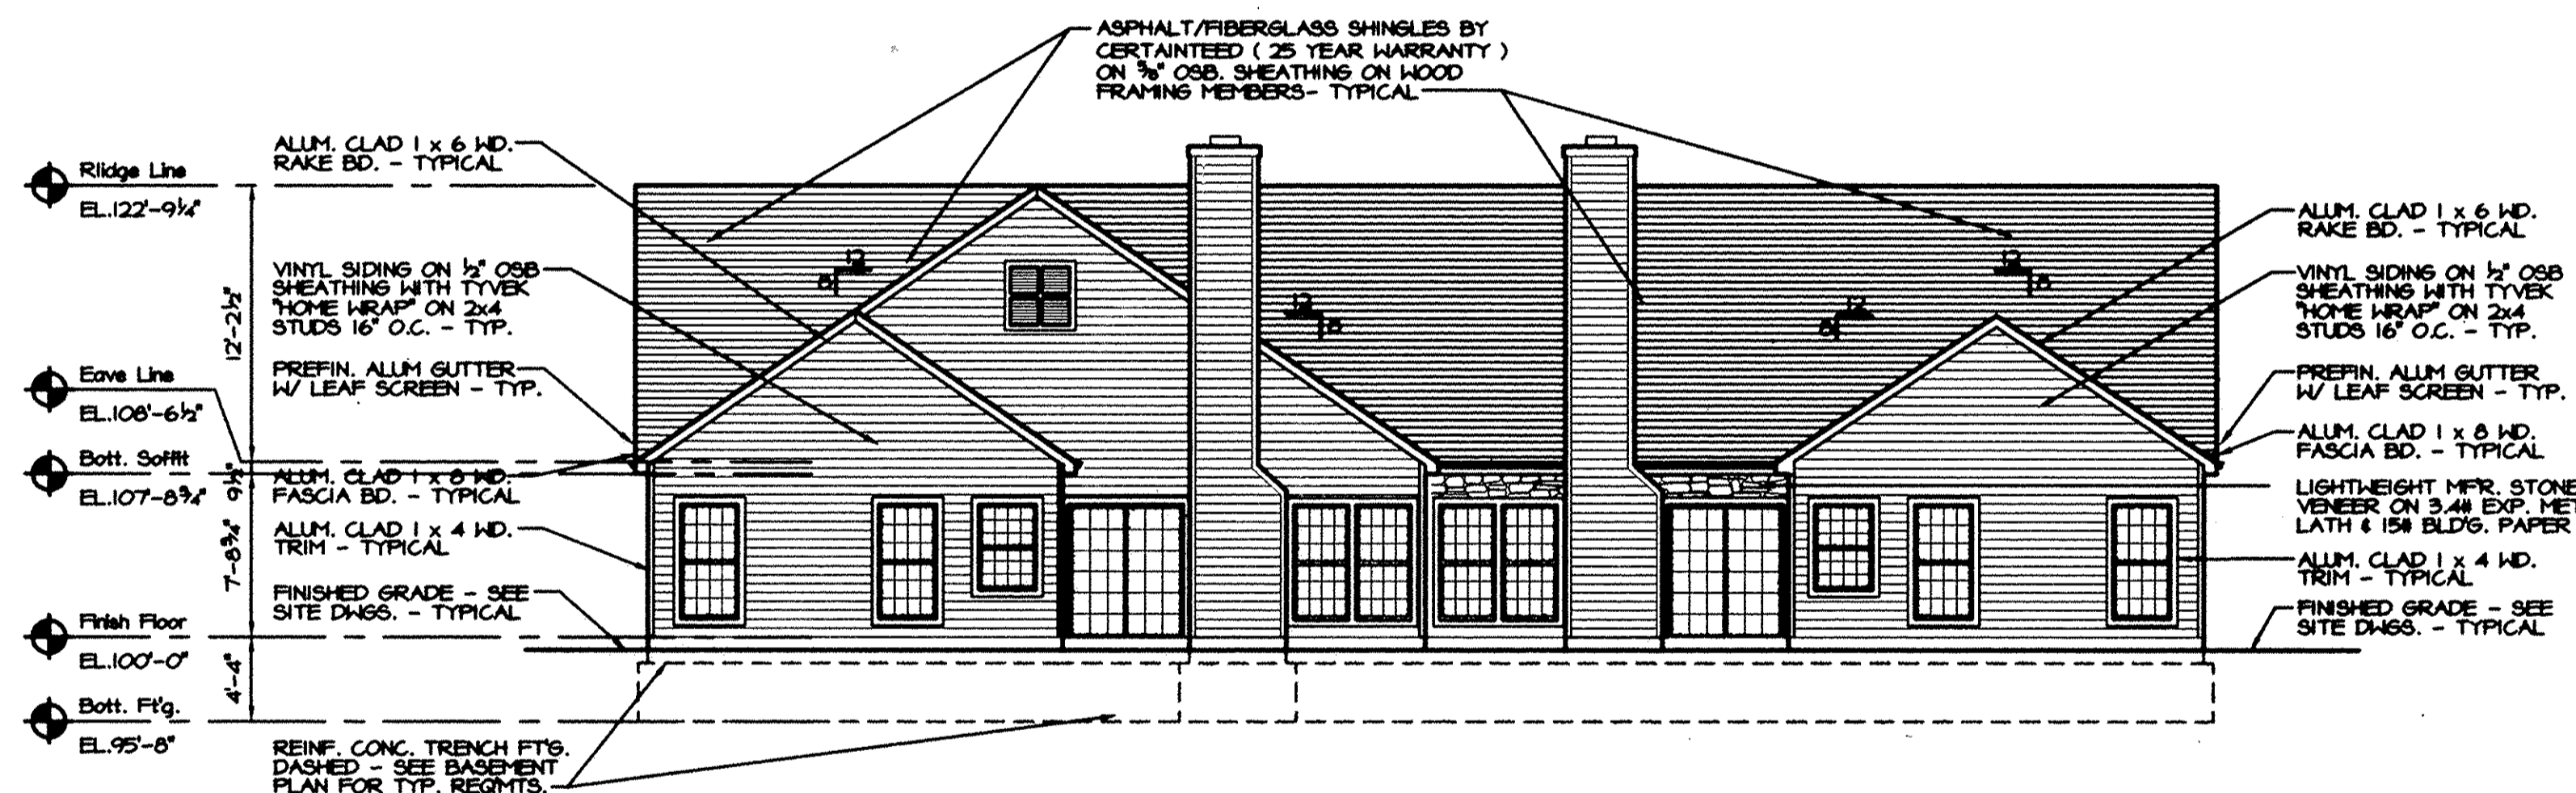 ASPHALT/FIBERGLASS SHINGLES BY
CERTAINTEED ( 25 YEAR WARRANTY )
ON 5/8" OSB. SHEATHING ON WOOD
FRAMING MEMBERS- TYPICAL
Rlidge Line
EL.122'-9¼"
Eave Line
EL.108'-6½"
Bott. Soffit
EL.107'-8¾"
Finish Floor
EL.100'-0"
Bott. Ft'g.
EL.95'-8"
12'-2½"
9½"
7'-8¾"
4'-4"
ALUM. CLAD 1 x 6 WD.
RAKE BD. - TYPICAL
VINYL SIDING ON ½" OSB
SHEATHING WITH TYVEK
"HOME WRAP" ON 2x4
STUDS 16" O.C. - TYP.
PREFIN. ALUM GUTTER
W/ LEAF SCREEN - TYP.
ALUM. CLAD 1 x 8 WD.
FASCIA BD. - TYPICAL
ALUM. CLAD 1 x 4 WD.
TRIM - TYPICAL
FINISHED GRADE - SEE
SITE DWGS. - TYPICAL
REINF. CONC. TRENCH FT'G.
DASHED - SEE BASEMENT
PLAN FOR TYP. REQMTS.
12
8
12
8
12
8
12
8
ALUM. CLAD 1 x 6 WD.
RAKE BD. - TYPICAL
VINYL SIDING ON ½" OSB
SHEATHING WITH TYVEK
"HOME WRAP" ON 2x4
STUDS 16" O.C. - TYP.
PREFIN. ALUM GUTTER
W/ LEAF SCREEN - TYP.
ALUM. CLAD 1 x 8 WD.
FASCIA BD. - TYPICAL
LIGHTWEIGHT MF'R. STONE
VENEER ON 3.4# EXP. MET
LATH & 15# BLD'G. PAPER
ALUM. CLAD 1 x 4 WD.
TRIM - TYPICAL
FINISHED GRADE - SEE
SITE DWGS. - TYPICAL